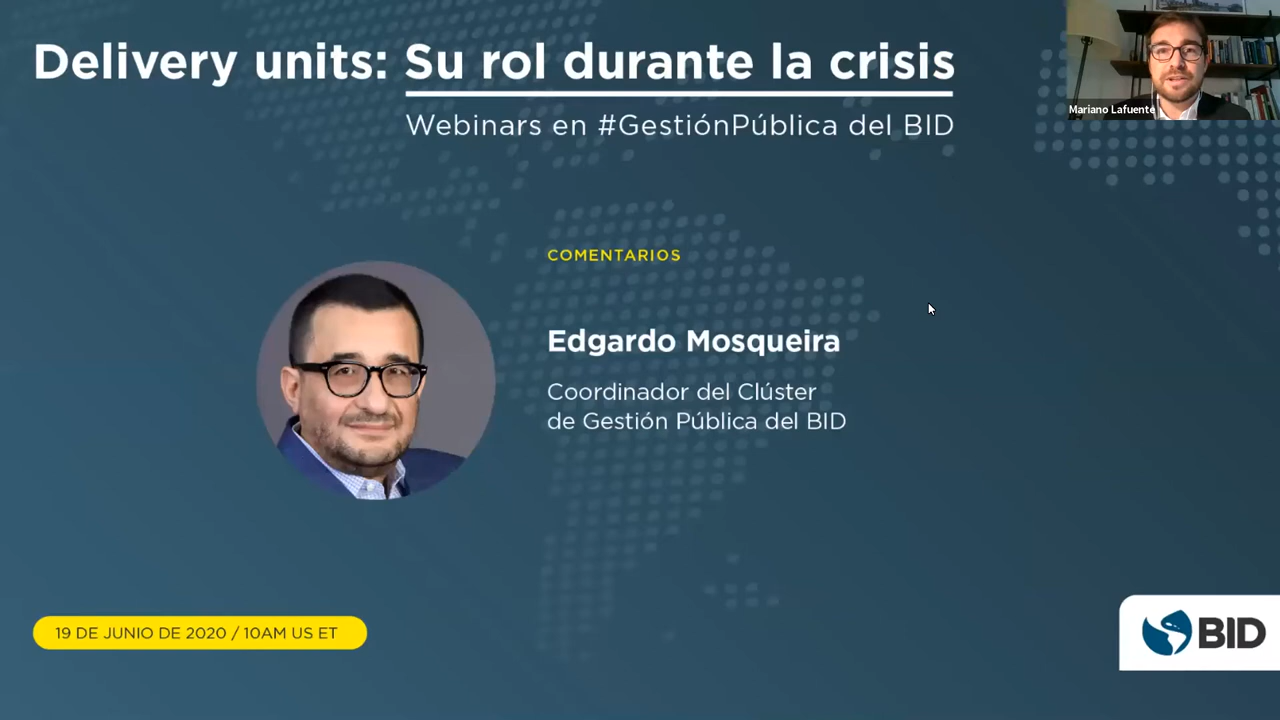 Delivery units: Su rol durante la crisis
Webinars en #GestiónPública del BID
Mariano Lafuente
COMENTARIOS
Edgardo Mosqueira
Coordinador del Clúster
de Gestión Pública del BID
19 DE JUNIO DE 2020 / 10AM US ET
BID